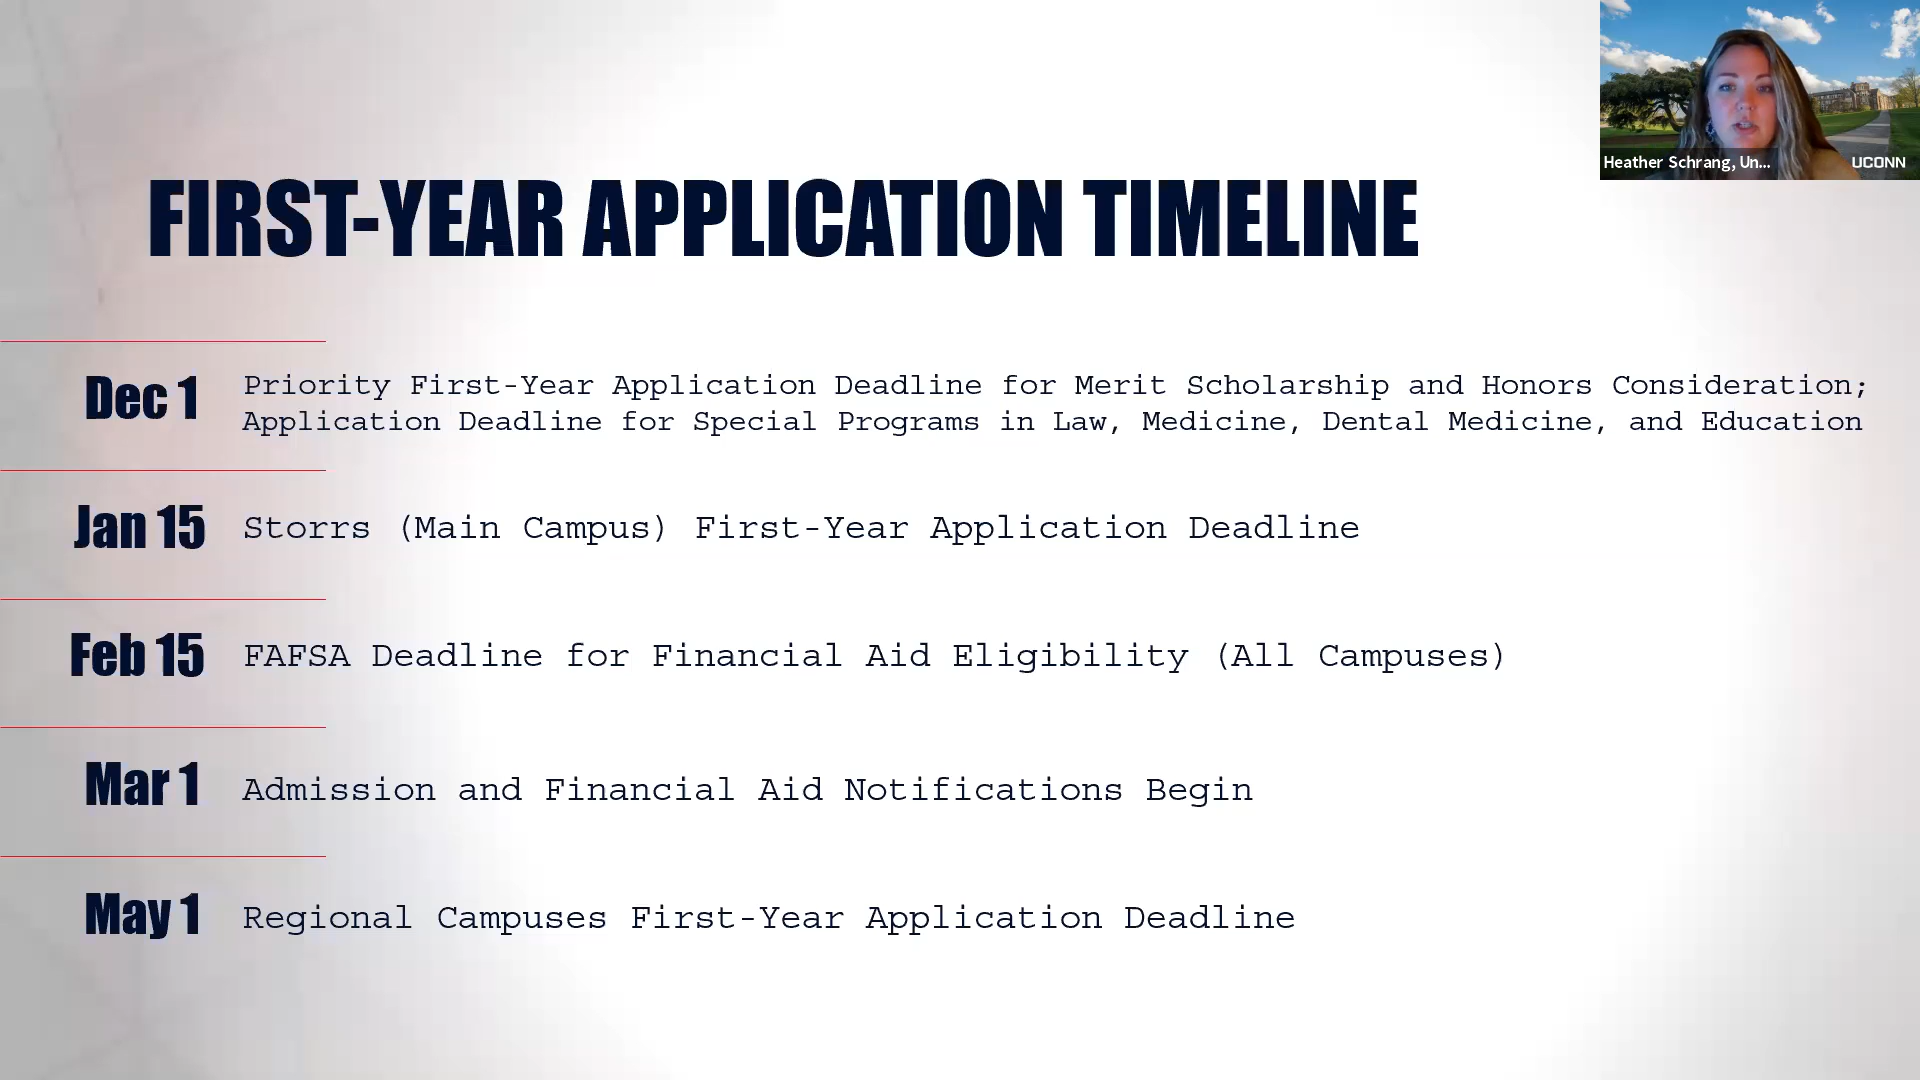 Heather Schrang, Un...
UCONN
FIRST-YEAR APPLICATION TIMELINE
Dec 1
Priority First-Year Application Deadline for Merit Scholarship and Honors Consideration;
Application Deadline for Special Programs in Law, Medicine, Dental Medicine, and Education
Jan 15
Storrs (Main Campus) First-Year Application Deadline
Feb 15
FAFSA Deadline for Financial Aid Eligibility (All Campuses)
Mar 1
Admission and Financial Aid Notifications Begin
May 1
Regional Campuses First-Year Application Deadline